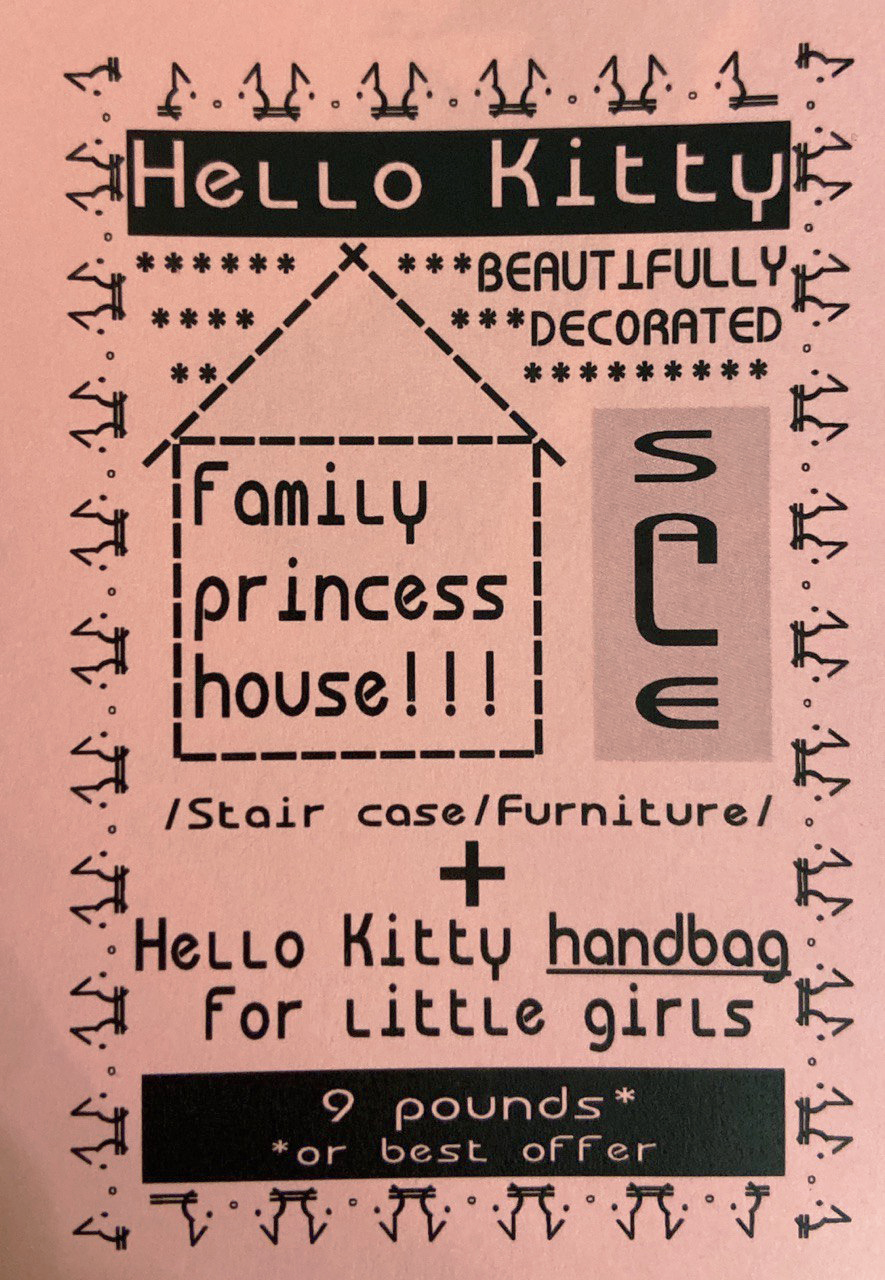 Hello Kitty
****** ***BEAUTIFULLY
**** ***DECORATED
** *********
Family
princess
house!!!
SALE
/Stair case/Furniture/
+
Hello Kitty handbag
for little girls
9 pounds*
*or best offer